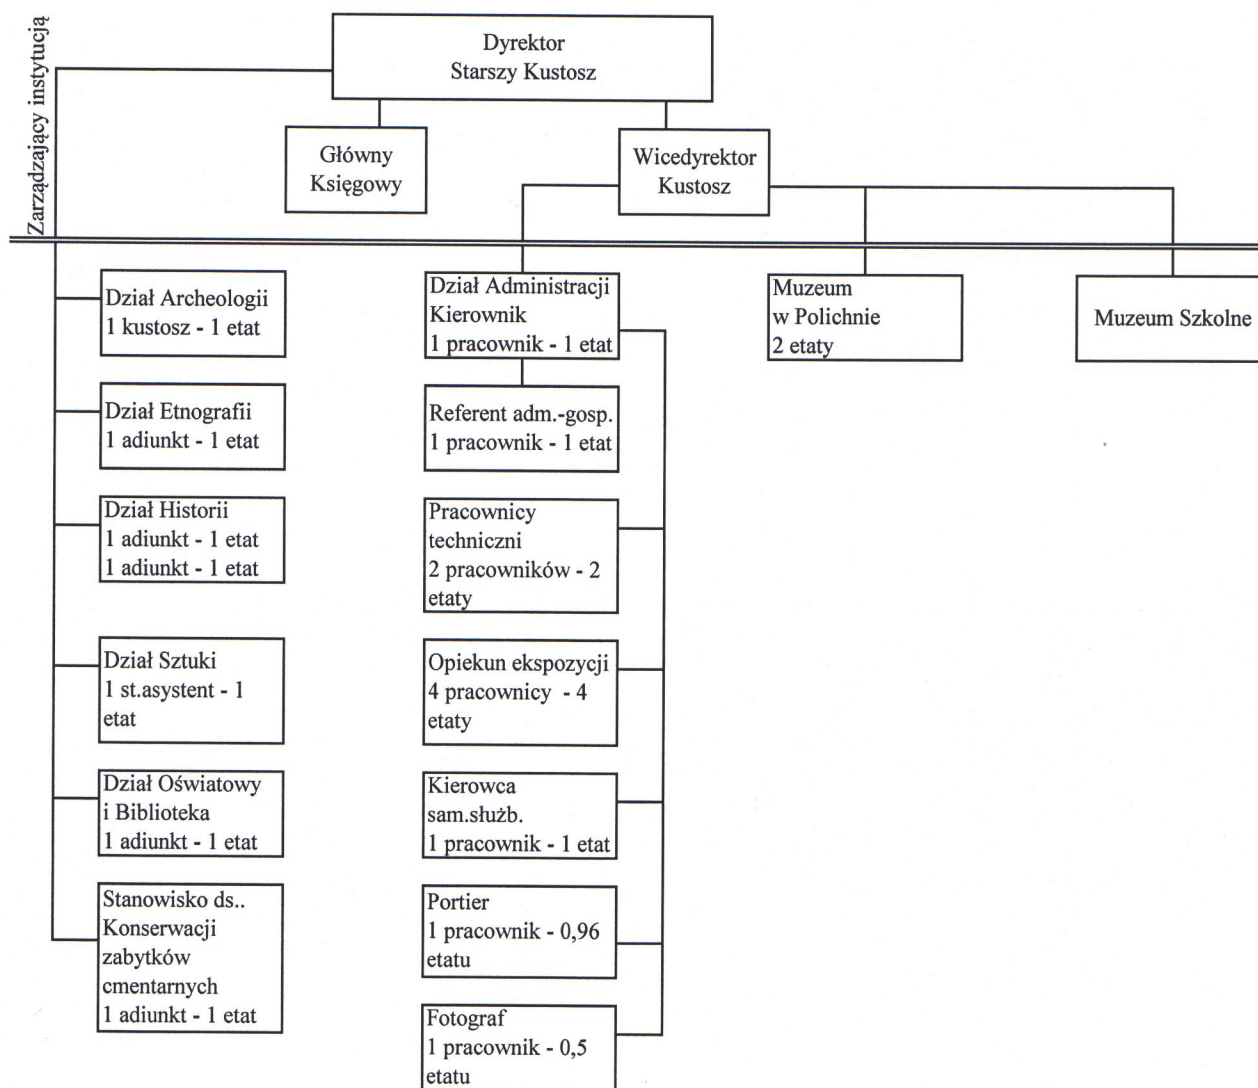 Zarządzający instytucją
Dyrektor
Starszy Kustosz
Główny
Księgowy
Wicedyrektor
Kustosz
Dział Archeologii
1 kustosz - 1 etat
Dział Etnografii
1 adiunkt - 1 etat
Dział Historii
1 adiunkt - 1 etat
1 adiunkt - 1 etat
Dział Sztuki
1 st.asystent - 1
etat
Dział Oświatowy
i Biblioteka
1 adiunkt - 1 etat
Stanowisko ds..
Konserwacji
zabytków
cmentarnych
1 adiunkt - 1 etat
Dział Administracji
Kierownik
1 pracownik - 1 etat
Referent adm.-gosp.
1 pracownik - 1 etat
Pracownicy
techniczni
2 pracowników - 2
etaty
Opiekun ekspozycji
4 pracownicy - 4
etaty
Kierowca
sam.służb.
1 pracownik - 1 etat
Portier
1 pracownik - 0,96
etatu
Fotograf
1 pracownik - 0,5
etatu
Muzeum
w Polichnie
2 etaty
Muzeum Szkolne